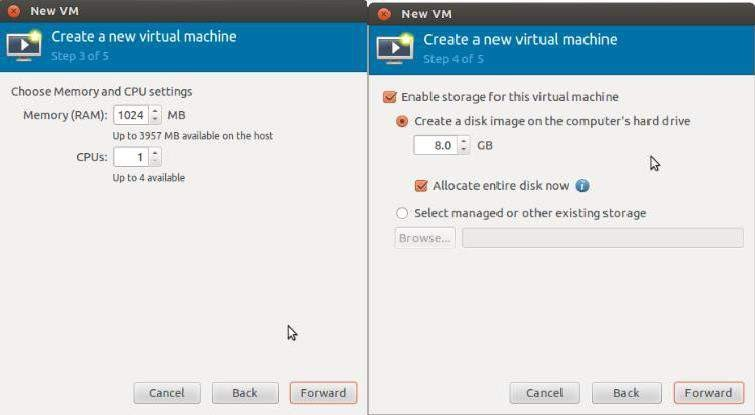 New VM
Create a new virtual machine
Step 3 of 5
Choose Memory and CPU settings
Memory (RAM): 1024 MB
Up to 3957 MB available on the host
CPUs: 1
Up to 4 available
Cancel Back Forward
New VM
Create a new virtual machine
Step 4 of 5
Enable storage for this virtual machine
Create a disk image on the computer's hard drive
8.0 GB
Allocate entire disk now i
Select managed or other existing storage
Browse...
Cancel Back Forward